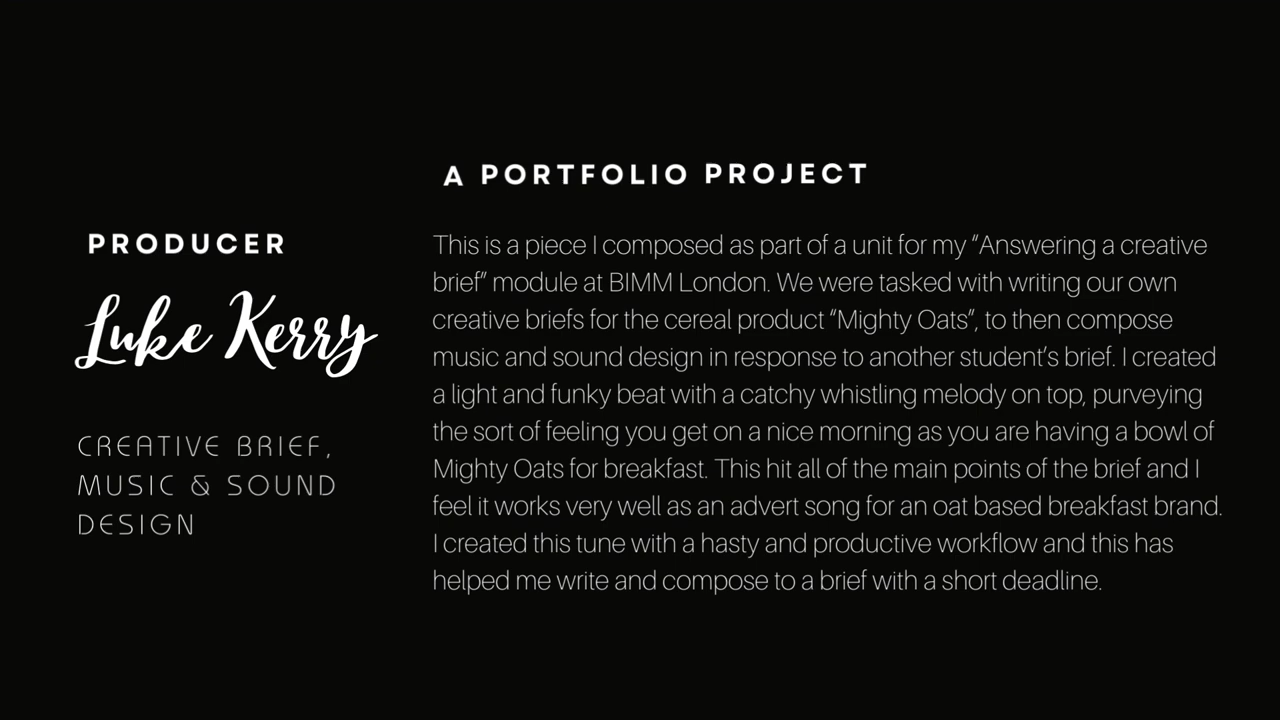 A PORTFOLIO PROJECT
PRODUCER
Luke Kerry
CREATIVE BRIEF,
MUSIC & SOUND
DESIGN
This is a piece I composed as part of a unit for my “Answering a creative
brief” module at BIMM London. We were tasked with writing our own
creative briefs for the cereal product “Mighty Oats”, to then compose
music and sound design in response to another student’s brief. I created
a light and funky beat with a catchy whistling melody on top, purveying
the sort of feeling you get on a nice morning as you are having a bowl of
Mighty Oats for breakfast. This hit all of the main points of the brief and I
feel it works very well as an advert song for an oat based breakfast brand.
I created this tune with a hasty and productive workflow and this has
helped me write and compose to a brief with a short deadline.